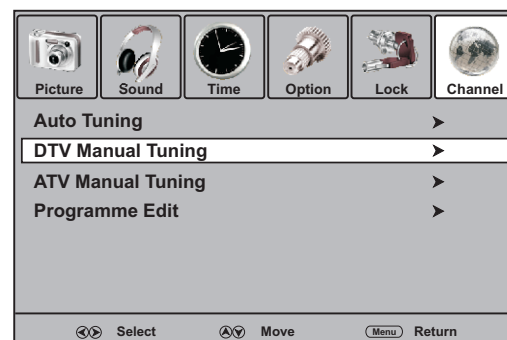 Picture Sound Time Option Lock Channel
Auto Tuning
DTV Manual Tuning
ATV Manual Tuning
Programme Edit
Select Move Menu Return